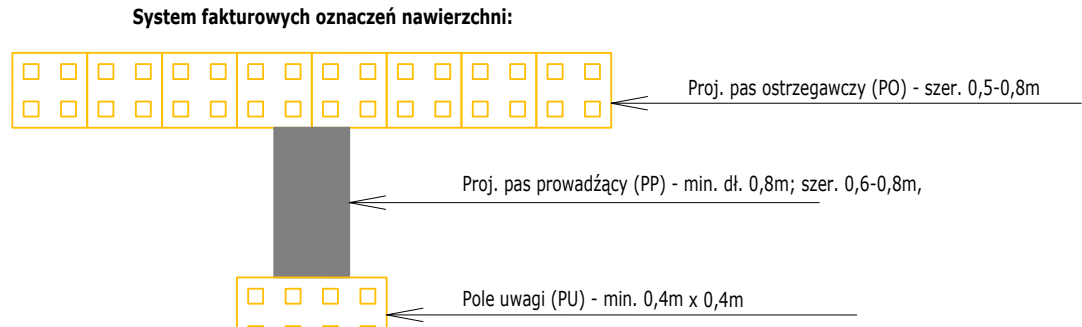 System fakturowych oznaczeń nawierzchni:
Proj. pas ostrzegawczy (PO) - szer. 0,5-0,8m
Proj. pas prowadźący (PP) - min. dł. 0,8m; szer. 0,6-0,8m,
Pole uwagi (PU) - min. 0,4m x 0,4m